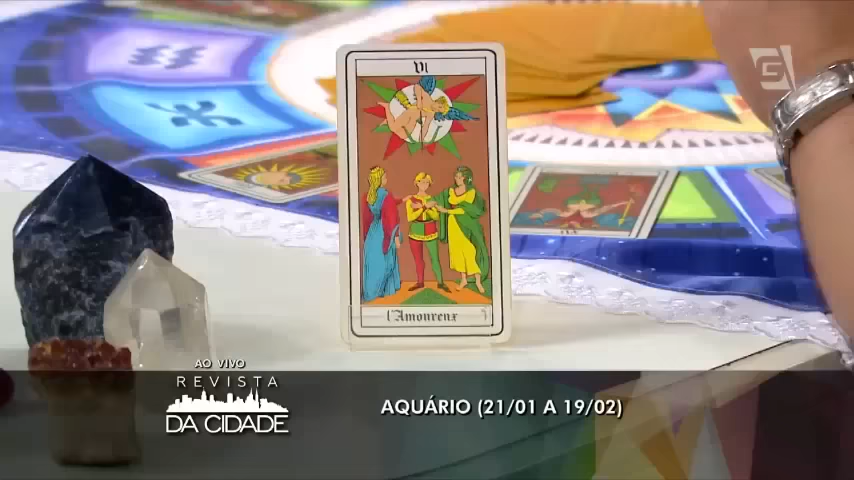 VI
l'Amoureux
G
AO VIVO
REVISTA
DA CIDADE
AQUÁRIO (21/01 A 19/02)